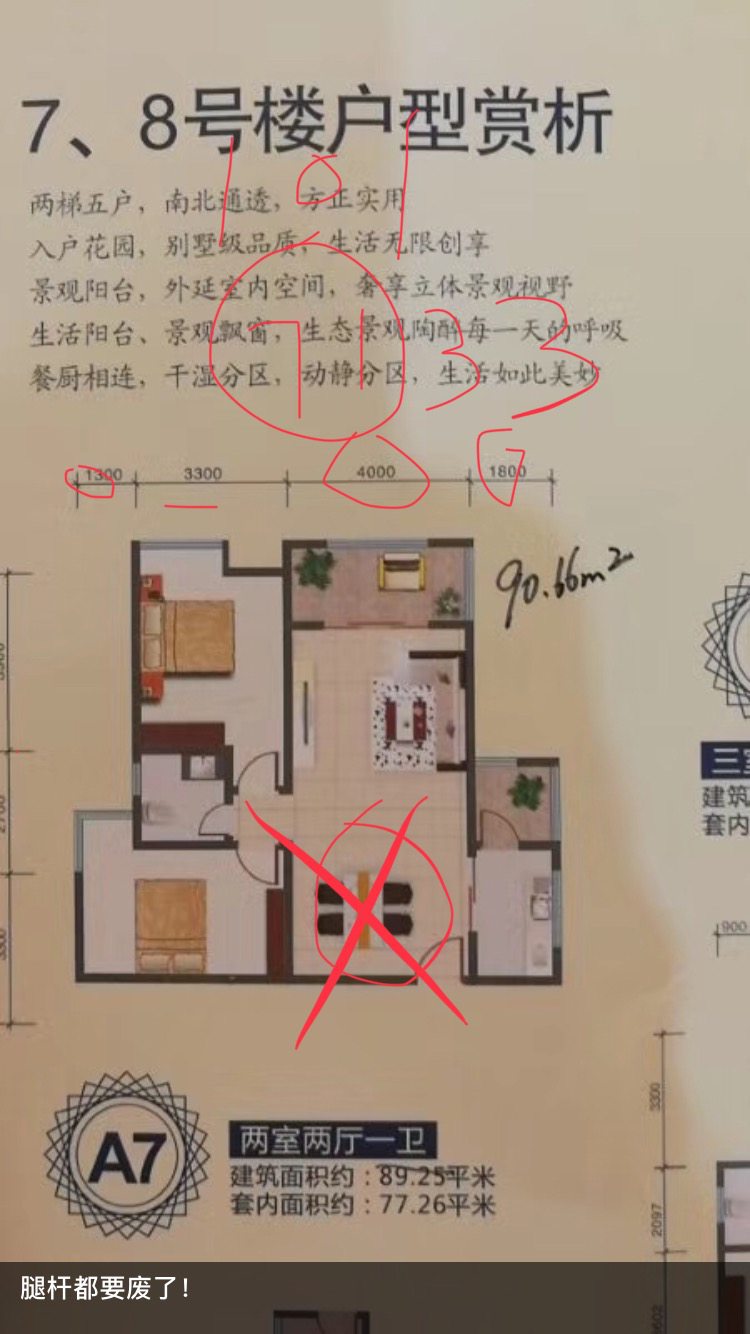 7、8号楼户型赏析
两梯五户，南北通透，方正实用
入户花园，别墅级品质，生活无限创享
景观阳台，外延室内空间，奢享立体景观视野
生活阳台、景观飘窗，生态景观陶醉每一天的呼吸
餐厨相连，干湿分区，动静分区，生活如此美妙
1300 3300 4000 1800
90.66m²
三室
建筑
套内
900
3300
2097
A7
两室两厅一卫
建筑面积约：89.25平米
套内面积约：77.26平米
腿杆都要废了！